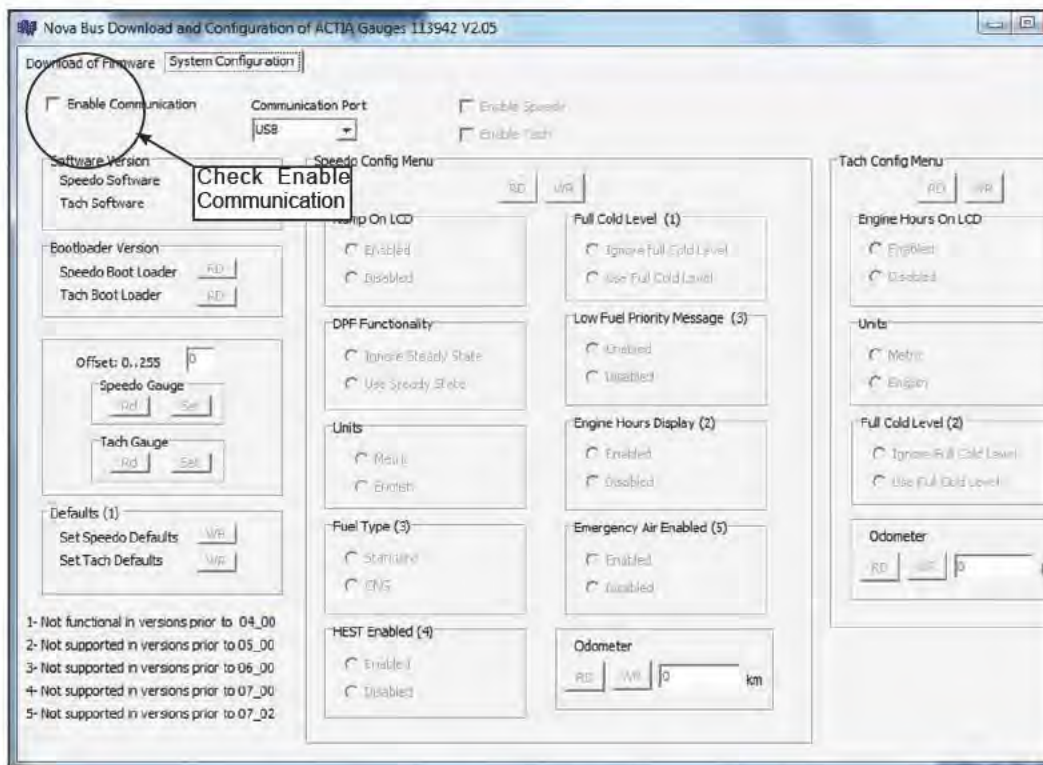 Nova Bus Download and Configuration of ACTIA Gauges 113942 V2.05
Download of Firmware System Configuration
Enable Communication
Communication Port
USB
Enable Speedo
Enable Tach
Check Enable
Communication
Software Version
Speedo Software
Tach Software
Bootloader Version
Speedo Boot Loader RD
Tach Boot Loader RD
Offset: 0..255 0
Speedo Gauge
Rd Set
Tach Gauge
Rd Set
Defaults (1)
Set Speedo Defaults WR
Set Tach Defaults WR
1- Not functional in versions prior to 04_00
2- Not supported in versions prior to 05_00
3- Not supported in versions prior to 06_00
4- Not supported in versions prior to 07_00
5- Not supported in versions prior to 07_02
Speedo Config Menu
RD WR
On LCD
Enabled
Disabled
DPF Functionality
Ignore Steady State
Use Steady State
Units
Metric
English
Fuel Type (3)
Standard
CNG
HEST Enabled (4)
Enabled
Disabled
Full Cold Level (1)
Ignore Full Cold Level
Use Full Cold Level
Low Fuel Priority Message (3)
Enabled
Disabled
Engine Hours Display (2)
Enabled
Disabled
Emergency Air Enabled (5)
Enabled
Disabled
Odometer
RD WR 0 km
Tach Config Menu
RD WR
Engine Hours On LCD
Enabled
Disabled
Units
Metric
English
Full Cold Level (2)
Ignore Full Cold Level
Use Full Cold Level
Odometer
RD WR 0